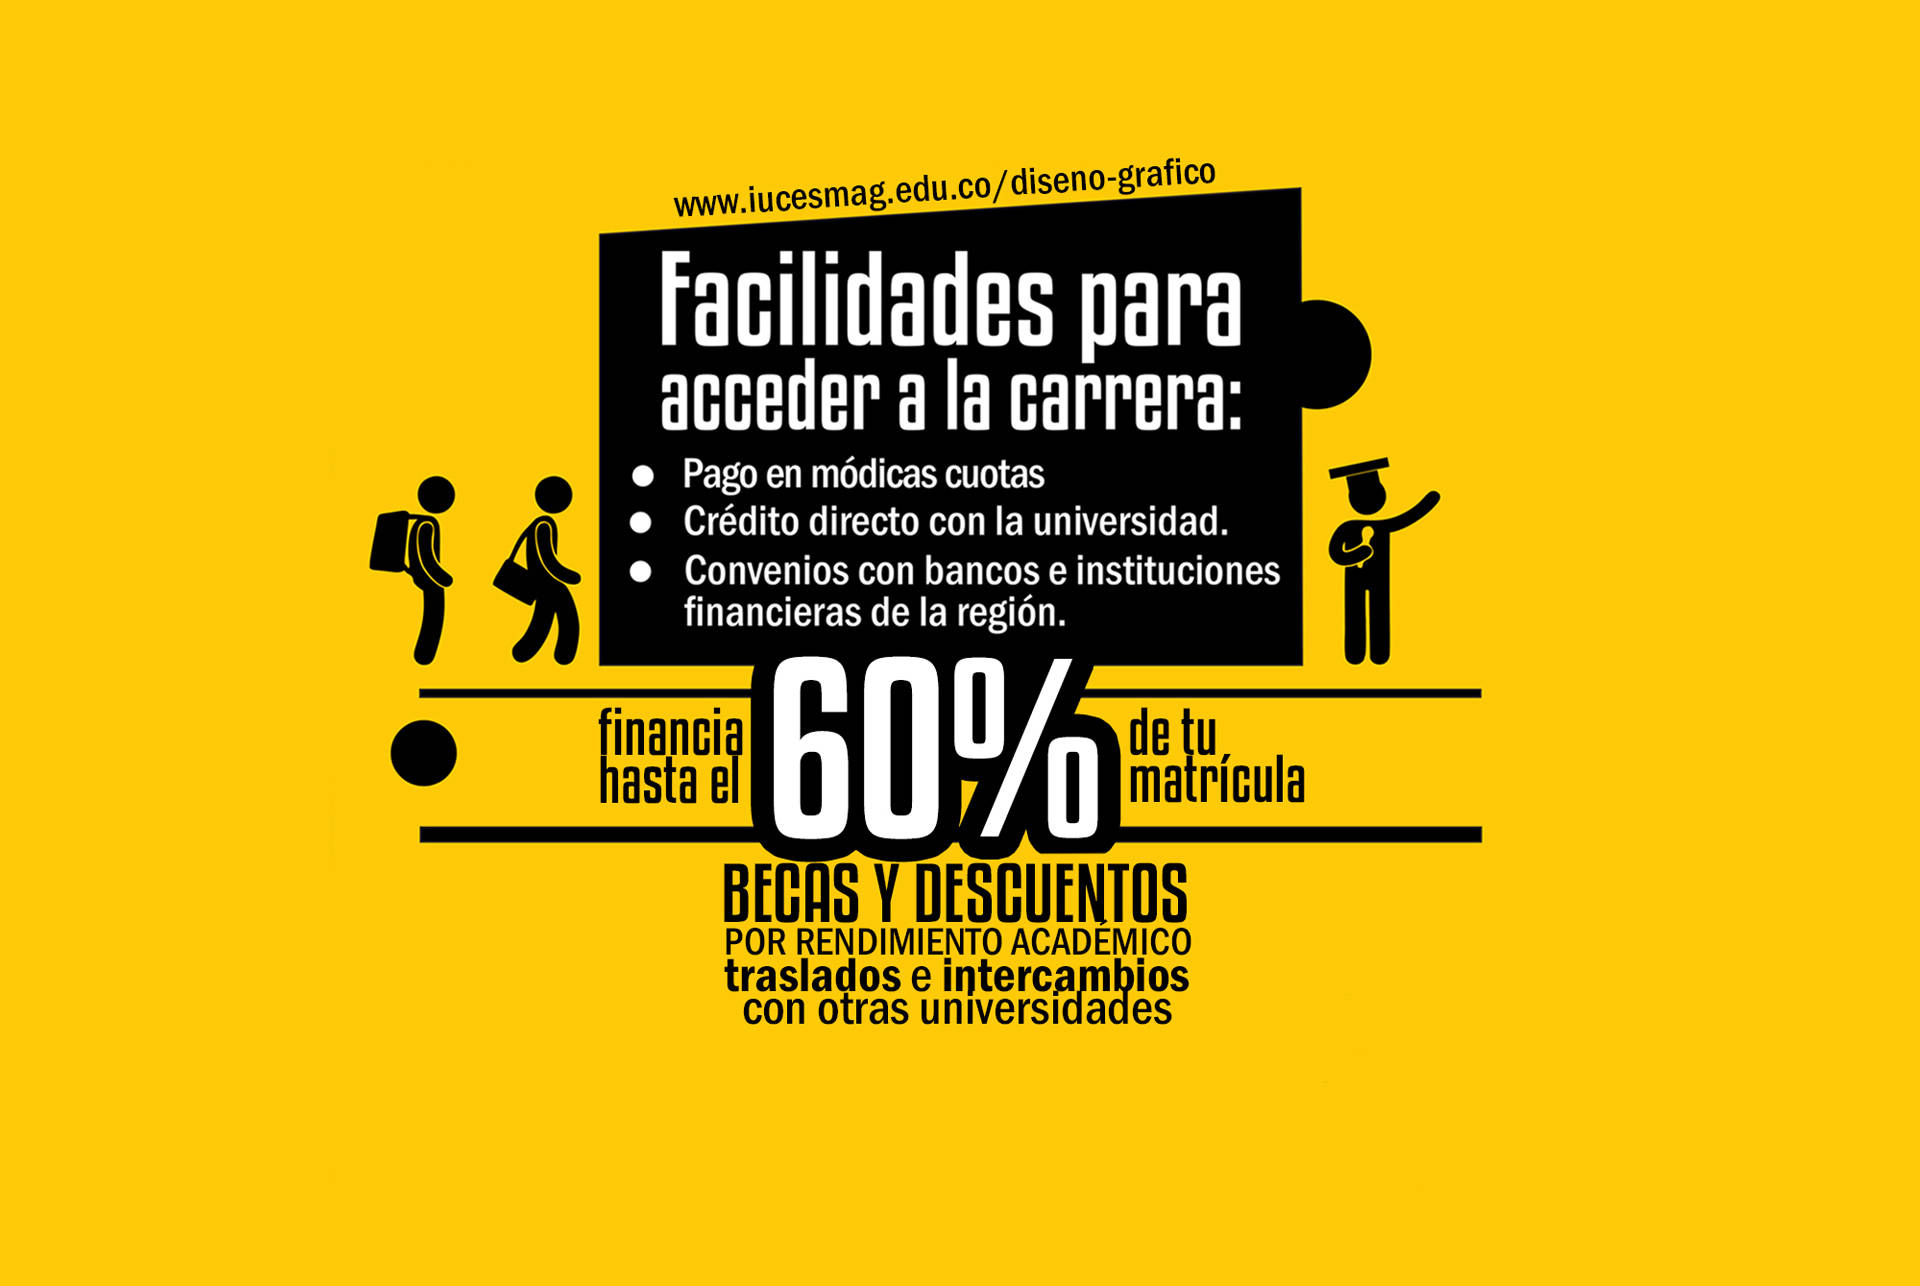 www.iucesmag.edu.co/diseno-grafico
Facilidades para
acceder a la carrera:
● Pago en módicas cuotas
● Crédito directo con la universidad.
● Convenios con bancos e instituciones
financieras de la región.
financia
hasta el
60%
de tu
matrícula
BECAS Y DESCUENTOS
POR RENDIMIENTO ACADÉMICO
traslados e intercambios
con otras universidades